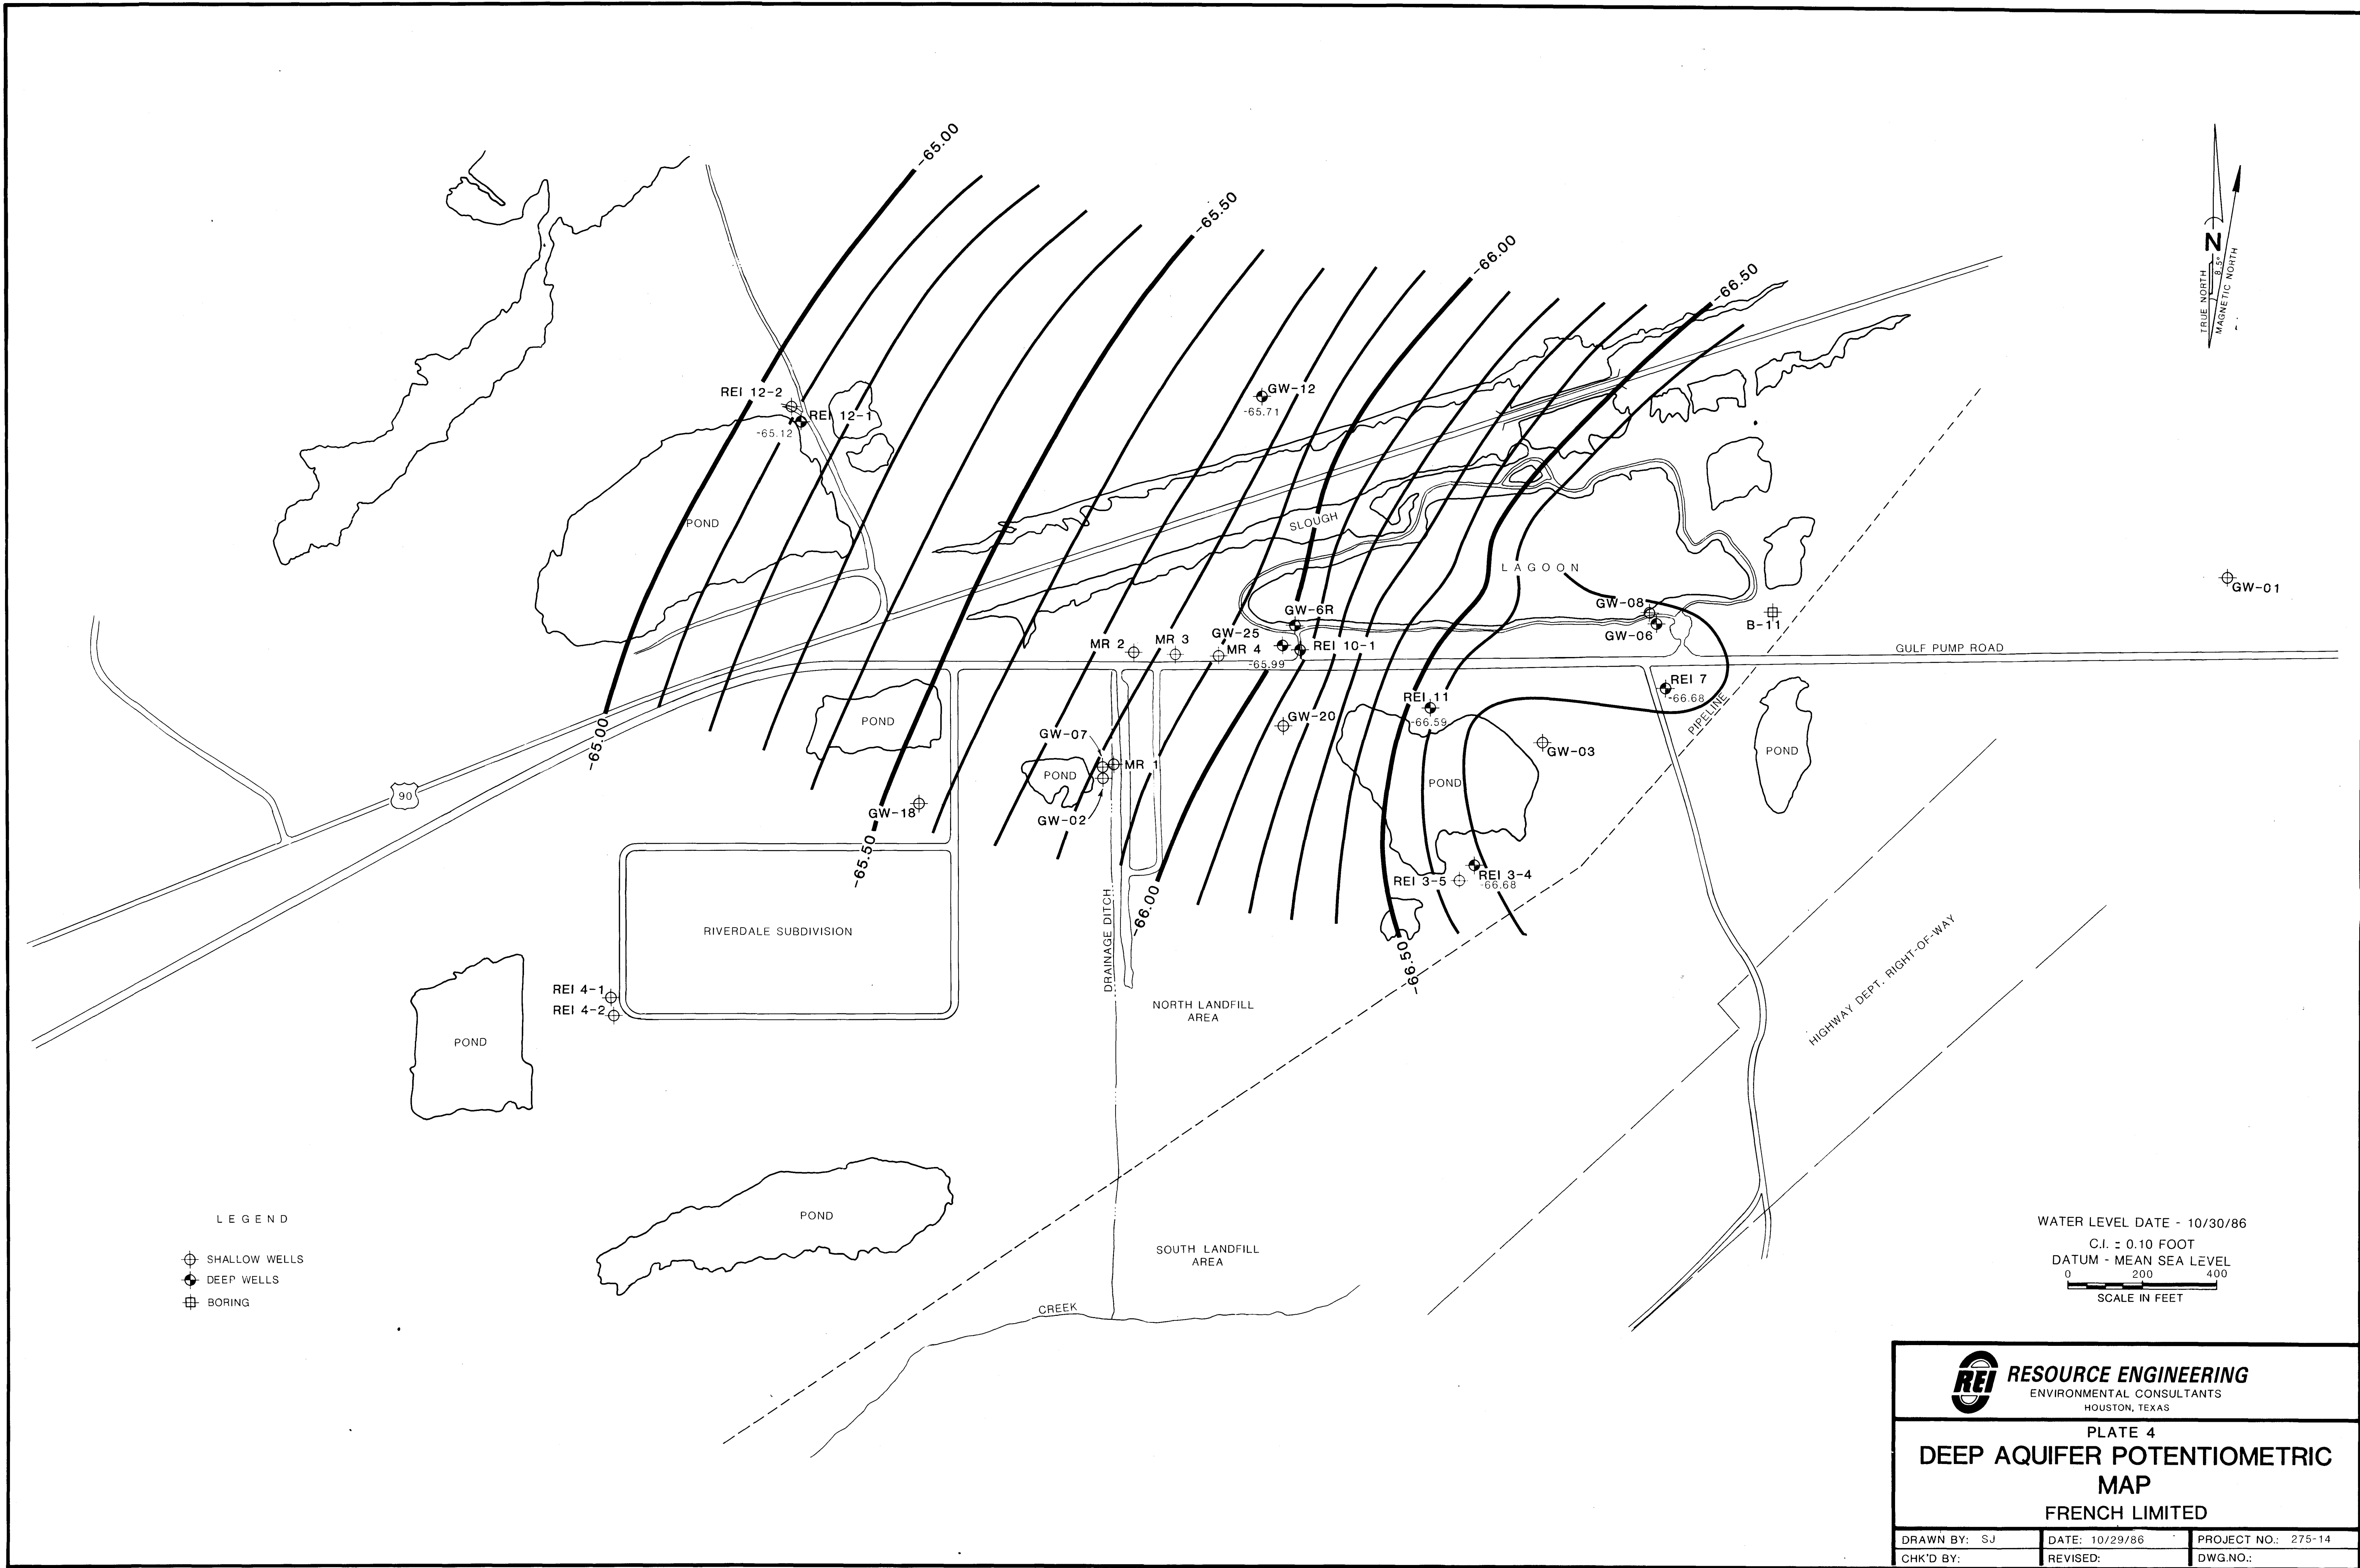 -65.00
-65.50
-66.00
-66.50
N
TRUE NORTH
8.5°
MAGNETIC NORTH
REI 12-2
REI 12-1
-65.12
GW-12
-65.71
POND
SLOUGH
LAGOON
GW-01
GW-08
GW-06
B-11
GW-6R
GW-25
MR 2
MR 3
MR 4
REI 10-1
-65.99
GULF PUMP ROAD
REI 7
-66.68
PIPELINE
REI 11
-66.59
GW-20
GW-03
POND
POND
POND
GW-07
MR 1
POND
GW-02
GW-18
-65.00
90
-65.50
-66.00
-66.50
REI 3-5
REI 3-4
-66.68
RIVERDALE SUBDIVISION
DRAINAGE DITCH
HIGHWAY DEPT. RIGHT-OF-WAY
REI 4-1
REI 4-2
NORTH LANDFILL
AREA
POND
POND
SOUTH LANDFILL
AREA
CREEK
LEGEND
SHALLOW WELLS
DEEP WELLS
BORING
WATER LEVEL DATE - 10/30/86
C.I. = 0.10 FOOT
DATUM - MEAN SEA LEVEL
0 200 400
SCALE IN FEET
REI RESOURCE ENGINEERING
ENVIRONMENTAL CONSULTANTS
HOUSTON, TEXAS
PLATE 4
DEEP AQUIFER POTENTIOMETRIC
MAP
FRENCH LIMITED
DRAWN BY: SJ DATE: 10/29/86 PROJECT NO.: 275-14
CHK'D BY: REVISED: DWG.NO.: